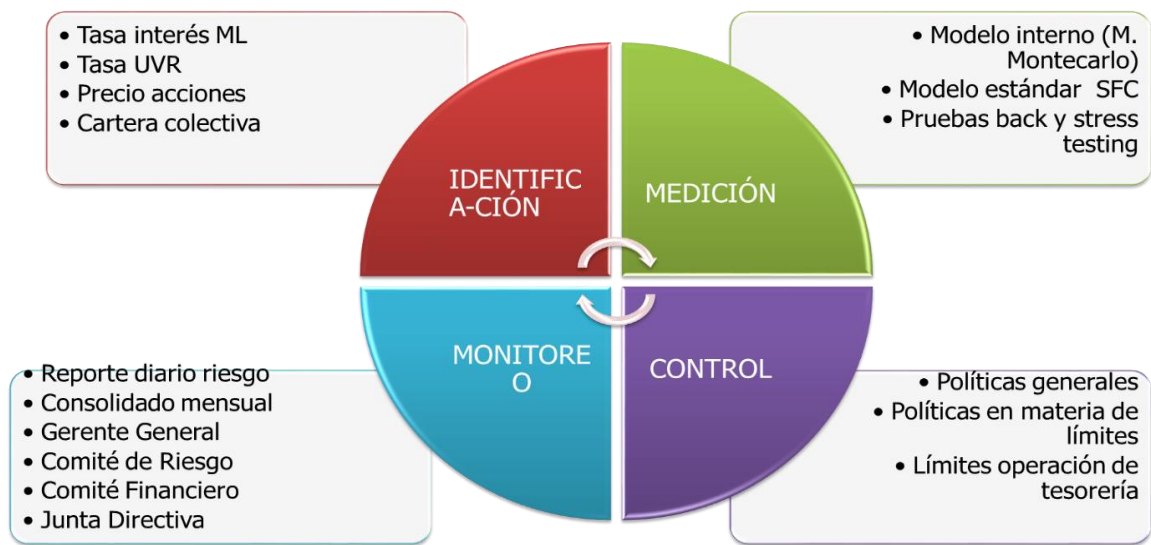 • Tasa interés ML
• Tasa UVR
• Precio acciones
• Cartera colectiva
• Modelo interno (M.
Montecarlo)
• Modelo estándar SFC
• Pruebas back y stress
testing
IDENTIFIC
A-CIÓN
MEDICIÓN
MONITORE
O
CONTROL
• Reporte diario riesgo
• Consolidado mensual
• Gerente General
• Comité de Riesgo
• Comité Financiero
• Junta Directiva
• Políticas generales
• Políticas en materia de
límites
• Límites operación de
tesorería